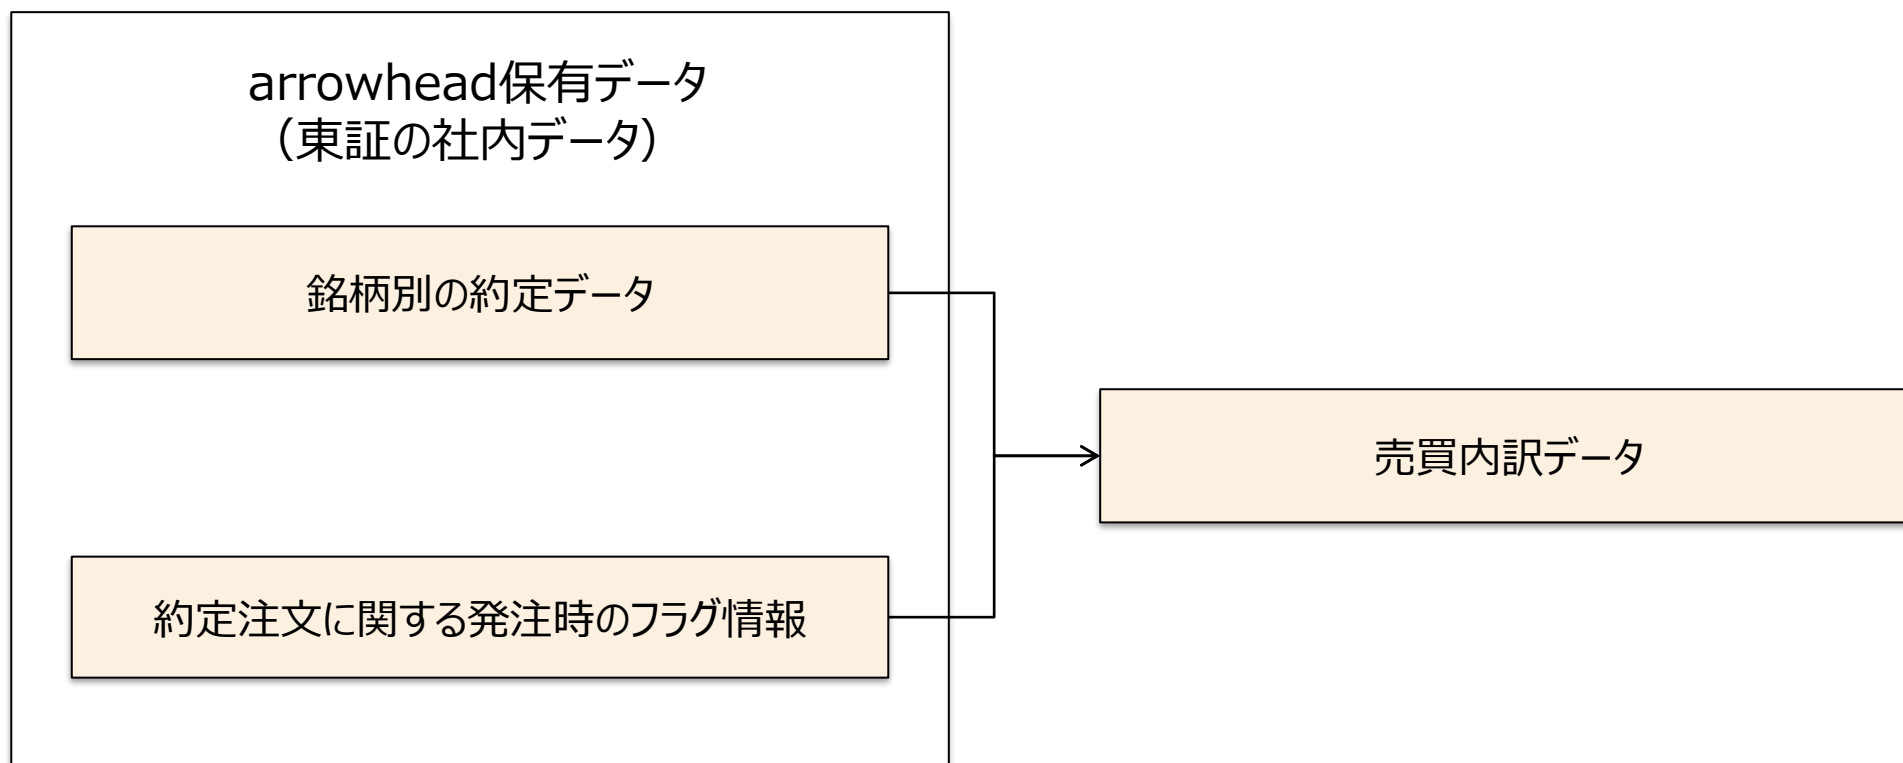 arrowhead保有データ
（東証の社内データ）
銘柄別の約定データ
売買内訳データ
約定注文に関する発注時のフラグ情報